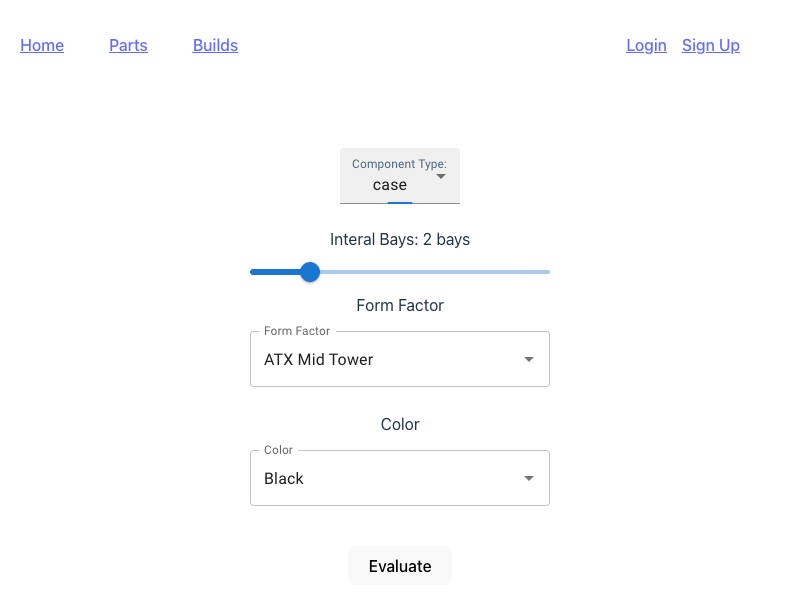 Home Parts Builds Login Sign Up
Component Type:
case
Interal Bays: 2 bays
Form Factor
Form Factor
ATX Mid Tower
Color
Color
Black
Evaluate